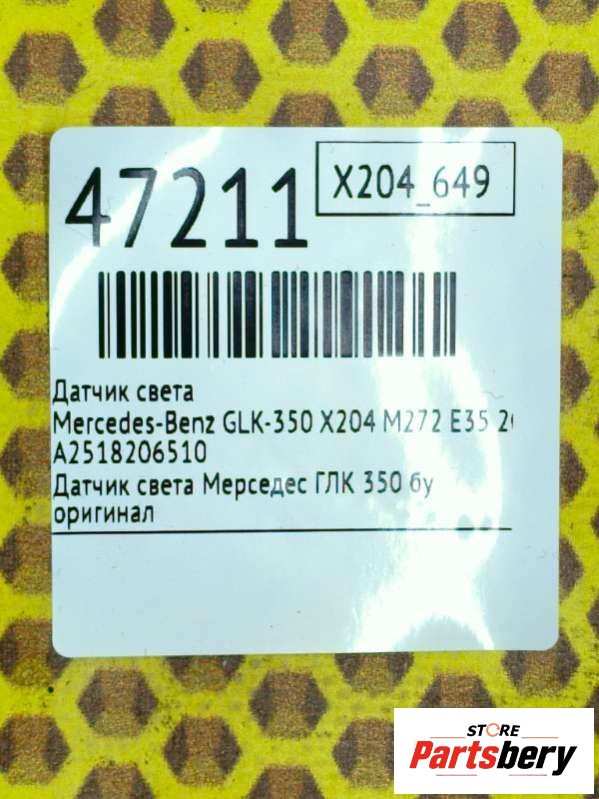 47211
X204_649
Датчик света
Mercedes-Benz GLK-350 X204 M272 E35
A2518206510
Датчик света Мерседес ГЛК 350 бу
оригинал
STORE
Partsbery